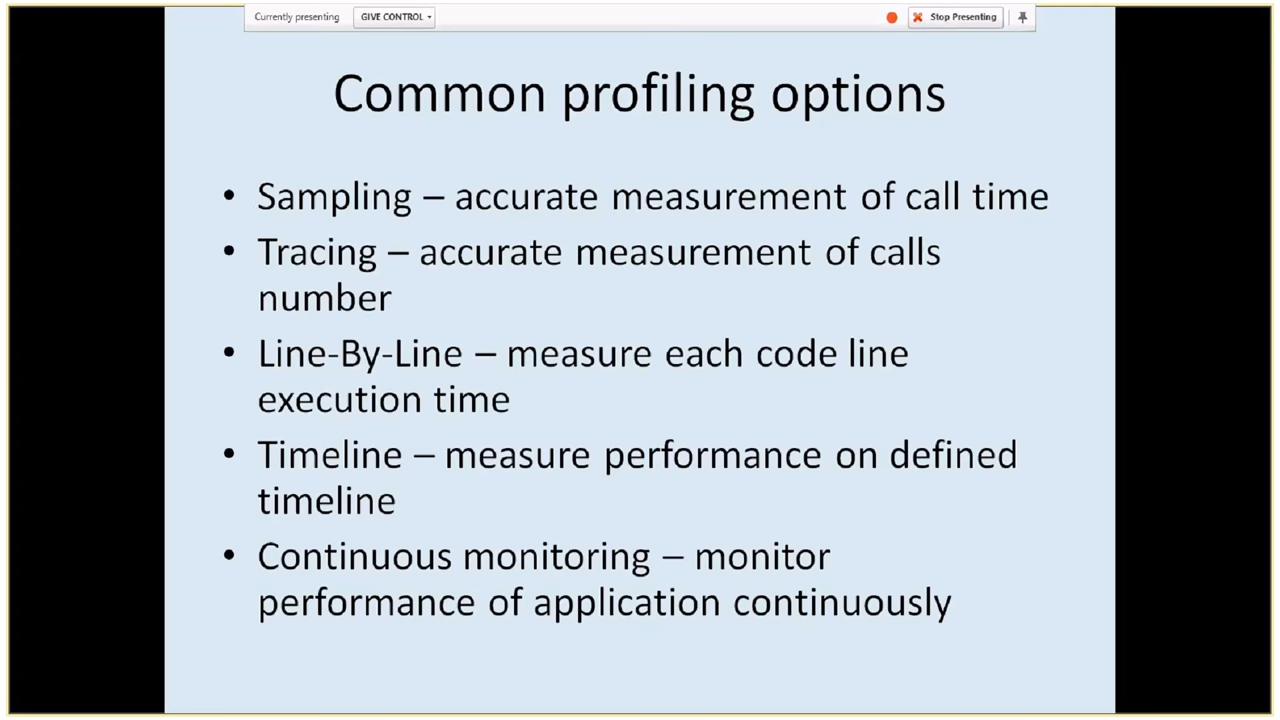 Currently presenting GIVE CONTROL Stop Presenting
Common profiling options
• Sampling – accurate measurement of call time
• Tracing – accurate measurement of calls
number
• Line-By-Line – measure each code line
execution time
• Timeline – measure performance on defined
timeline
• Continuous monitoring – monitor
performance of application continuously